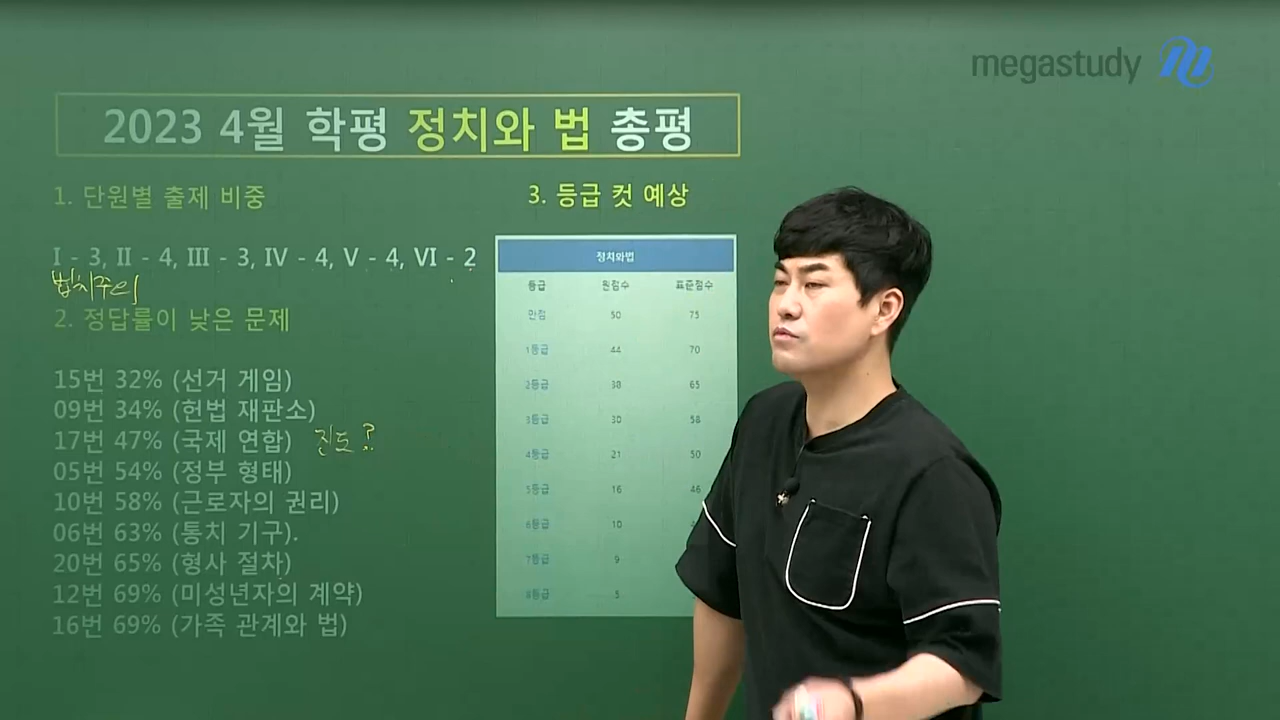 megastudy
2023 4월 학평 정치와 법 총평
1. 단원별 출제 비중
Ⅰ - 3, Ⅱ - 4, Ⅲ - 3, Ⅳ - 4, Ⅴ - 4, Ⅵ - 2
법치주의
2. 정답률이 낮은 문제
15번 32% (선거 게임)
09번 34% (헌법 재판소)
17번 47% (국제 연합) 진도?
05번 54% (정부 형태)
10번 58% (근로자의 권리)
06번 63% (통치 기구).
20번 65% (형사 절차)
12번 69% (미성년자의 계약)
16번 69% (가족 관계와 법)
3. 등급 컷 예상
정치와법
등급 원점수 표준점수
만점 50 75
1등급 44 70
2등급 38 65
3등급 30 58
4등급 21 50
5등급 16 46
6등급 10
7등급 9
8등급 5